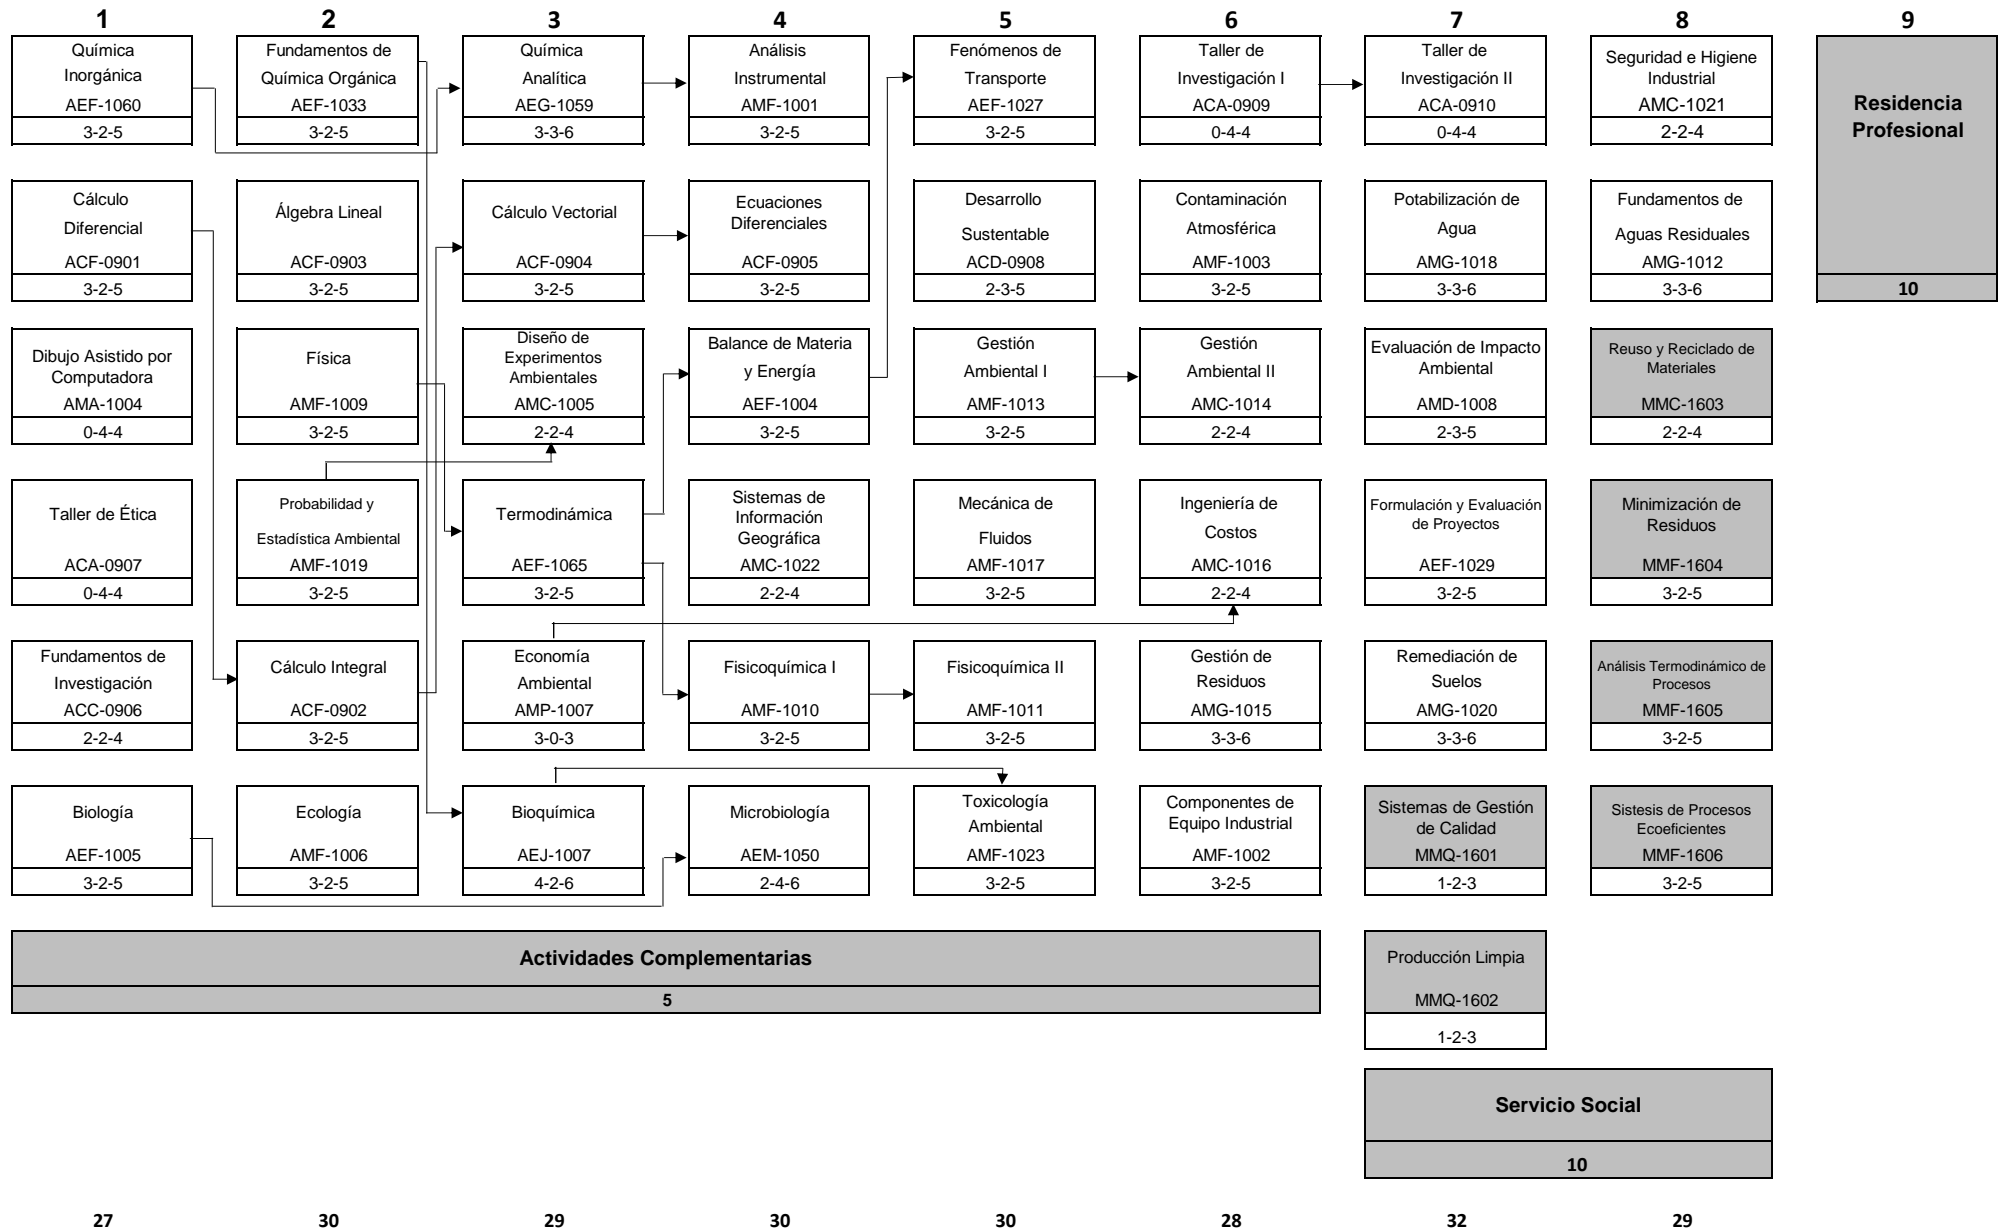 1
2
3
4
5
6
7
8
9
Química
Inorgánica
AEF-1060
3-2-5
Fundamentos de
Química Orgánica
AEF-1033
3-2-5
Química
Analítica
AEG-1059
3-3-6
Análisis
Instrumental
AMF-1001
3-2-5
Fenómenos de
Transporte
AEF-1027
3-2-5
Taller de
Investigación I
ACA-0909
0-4-4
Taller de
Investigación II
ACA-0910
0-4-4
Seguridad e Higiene
Industrial
AMC-1021
2-2-4
Residencia
Profesional
10
Cálculo
Diferencial
ACF-0901
3-2-5
Álgebra Lineal
ACF-0903
3-2-5
Cálculo Vectorial
ACF-0904
3-2-5
Ecuaciones
Diferenciales
ACF-0905
3-2-5
Desarrollo
Sustentable
ACD-0908
2-3-5
Contaminación
Atmosférica
AMF-1003
3-2-5
Potabilización de
Agua
AMG-1018
3-3-6
Fundamentos de
Aguas Residuales
AMG-1012
3-3-6
Dibujo Asistido por
Computadora
AMA-1004
0-4-4
Física
AMF-1009
3-2-5
Diseño de
Experimentos
Ambientales
AMC-1005
2-2-4
Balance de Materia
y Energía
AEF-1004
3-2-5
Gestión
Ambiental I
AMF-1013
3-2-5
Gestión
Ambiental II
AMC-1014
2-2-4
Evaluación de Impacto
Ambiental
AMD-1008
2-3-5
Reuso y Reciclado de
Materiales
MMC-1603
2-2-4
Taller de Ética
ACA-0907
0-4-4
Probabilidad y
Estadística Ambiental
AMF-1019
3-2-5
Termodinámica
AEF-1065
3-2-5
Sistemas de
Información
Geográfica
AMC-1022
2-2-4
Mecánica de
Fluidos
AMF-1017
3-2-5
Ingeniería de
Costos
AMC-1016
2-2-4
Formulación y Evaluación
de Proyectos
AEF-1029
3-2-5
Minimización de
Residuos
MMF-1604
3-2-5
Fundamentos de
Investigación
ACC-0906
2-2-4
Cálculo Integral
ACF-0902
3-2-5
Economía
Ambiental
AMP-1007
3-0-3
Fisicoquímica I
AMF-1010
3-2-5
Fisicoquímica II
AMF-1011
3-2-5
Gestión de
Residuos
AMG-1015
3-3-6
Remediación de
Suelos
AMG-1020
3-3-6
Análisis Termodinámico de
Procesos
MMF-1605
3-2-5
Biología
AEF-1005
3-2-5
Ecología
AMF-1006
3-2-5
Bioquímica
AEJ-1007
4-2-6
Microbiología
AEM-1050
2-4-6
Toxicología
Ambiental
AMF-1023
3-2-5
Componentes de
Equipo Industrial
AMF-1002
3-2-5
Sistemas de Gestión
de Calidad
MMQ-1601
1-2-3
Sistesis de Procesos
Ecoeficientes
MMF-1606
3-2-5
Actividades Complementarias
5
Producción Limpia
MMQ-1602
1-2-3
Servicio Social
10
27
30
29
30
30
28
32
29